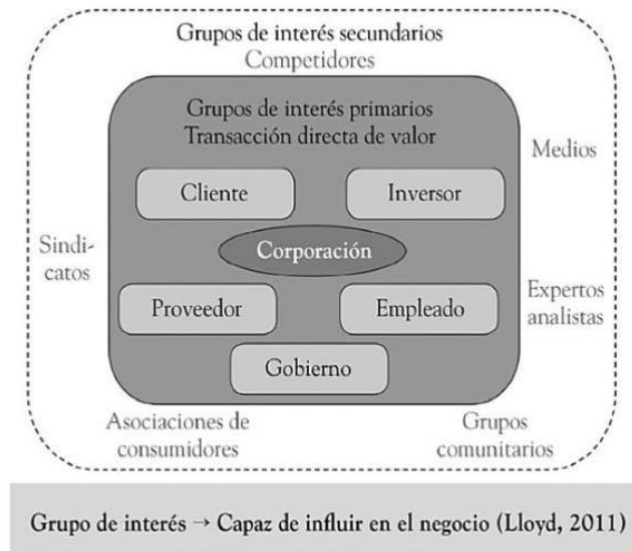 Grupos de interés secundarios
Competidores
Grupos de interés primarios
Transacción directa de valor
Medios
Cliente
Inversor
Sindi-
catos
Corporación
Proveedor
Empleado
Expertos
analistas
Gobierno
Asociaciones de
consumidores
Grupos
comunitarios
Grupo de interés → Capaz de influir en el negocio (Lloyd, 2011)